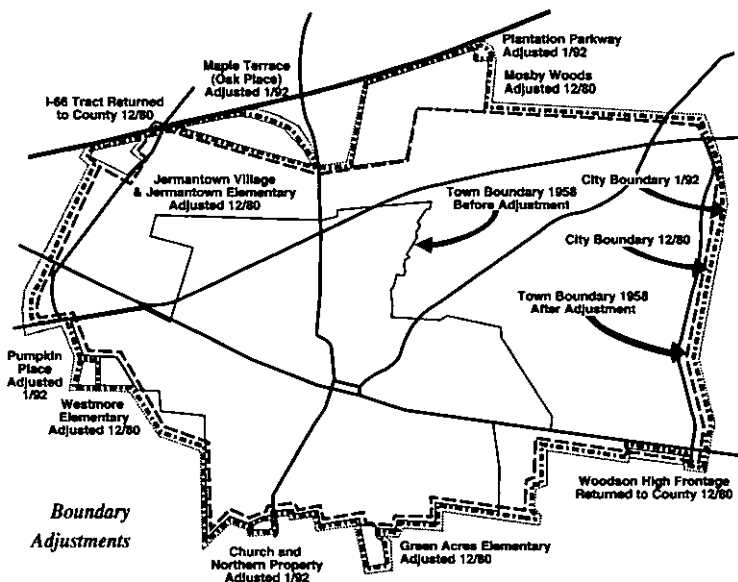 Plantation Parkway
Adjusted 1/92
Maple Terrace
(Oak Place)
Adjusted 1/92
Mosby Woods
Adjusted 12/80
I-66 Tract Returned
to County 12/80
Jermantown Village
& Jermantown Elementary
Adjusted 12/80
Town Boundary 1958
Before Adjustment
City Boundary 1/92
City Boundary 12/80
Town Boundary 1958
After Adjustment
Pumpkin
Place
Adjusted
1/92
Westmore
Elementary
Adjusted 12/80
Woodson High Frontage
Returned to County 12/80
Boundary
Adjustments
Church and
Northern Property
Adjusted 1/92
Green Acres Elementary
Adjusted 12/80